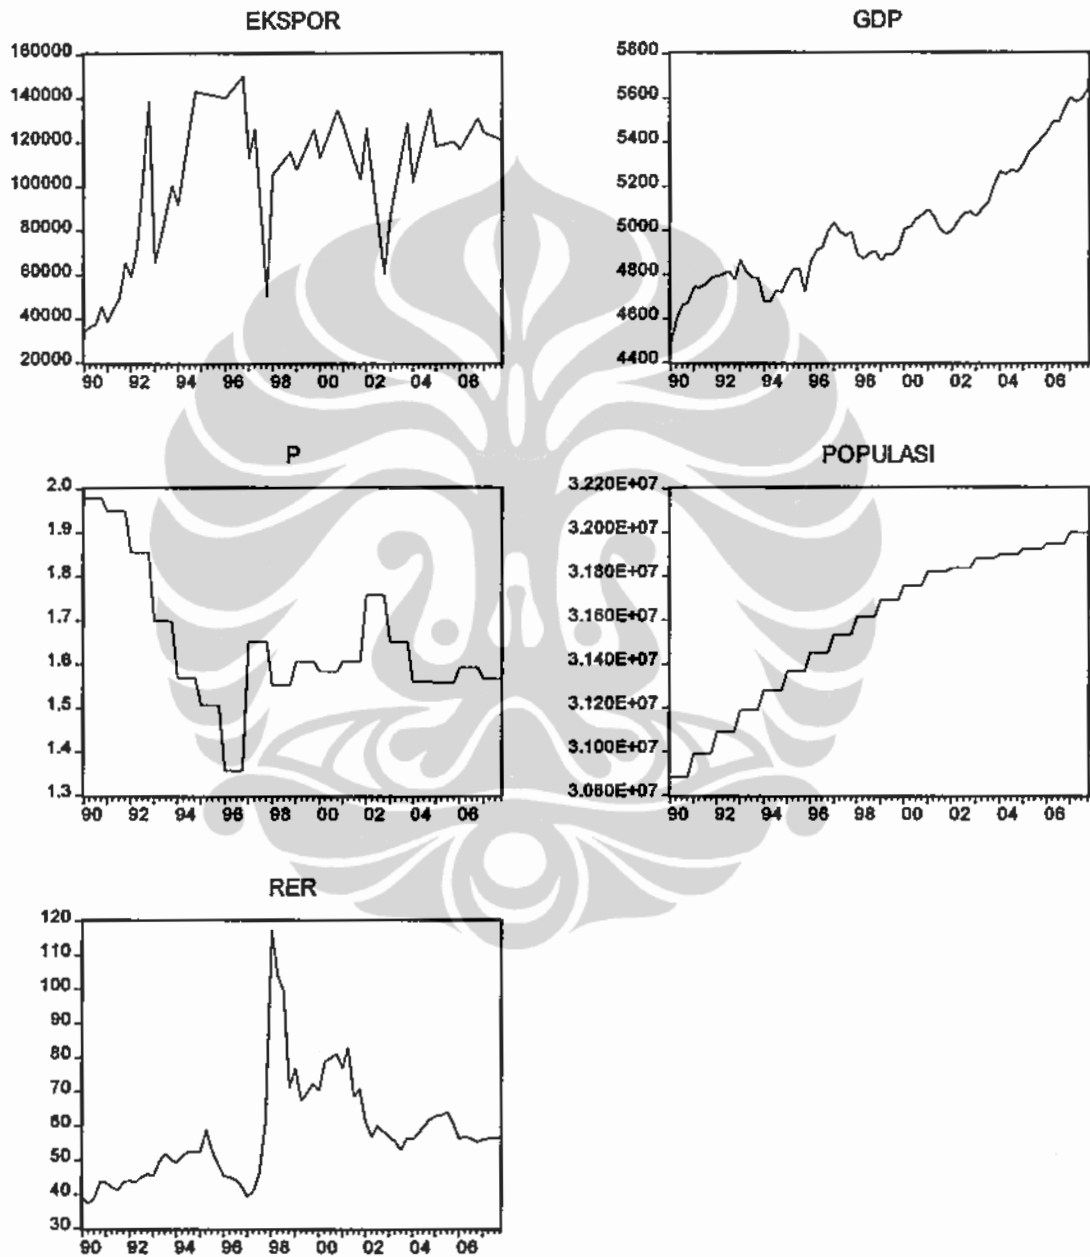 EKSPOR
160000
140000
120000
100000
80000
60000
40000
20000
90 92 94 96 98 00 02 04 06
GDP
5800
5600
5400
5200
5000
4800
4600
4400
90 92 94 96 98 00 02 04 06
P
2.0
1.9
1.8
1.7
1.6
1.5
1.4
1.3
90 92 94 96 98 00 02 04 06
POPULASI
3.220E+07
3.200E+07
3.180E+07
3.160E+07
3.140E+07
3.120E+07
3.100E+07
3.080E+07
90 92 94 96 98 00 02 04 06
RER
120
110
100
90
80
70
60
50
40
30
90 92 94 96 98 00 02 04 06